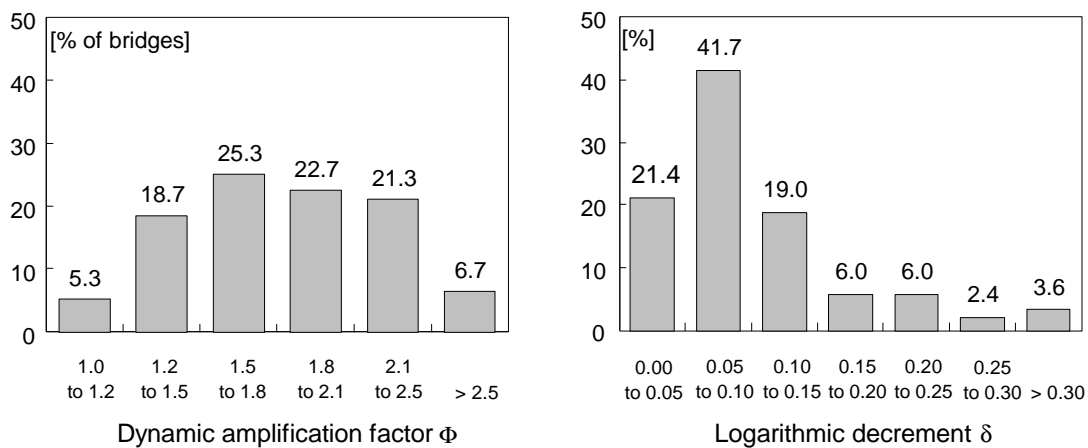 50
[% of bridges]
40
30
20
10
0
5.3
18.7
25.3
22.7
21.3
6.7
1.0
to 1.2
1.2
to 1.5
1.5
to 1.8
1.8
to 2.1
2.1
to 2.5
> 2.5
Dynamic amplification factor Φ
50
[%]
40
30
20
10
0
21.4
41.7
19.0
6.0
6.0
2.4
3.6
0.00
to 0.05
0.05
to 0.10
0.10
to 0.15
0.15
to 0.20
0.20
to 0.25
0.25
to 0.30
> 0.30
Logarithmic decrement δ